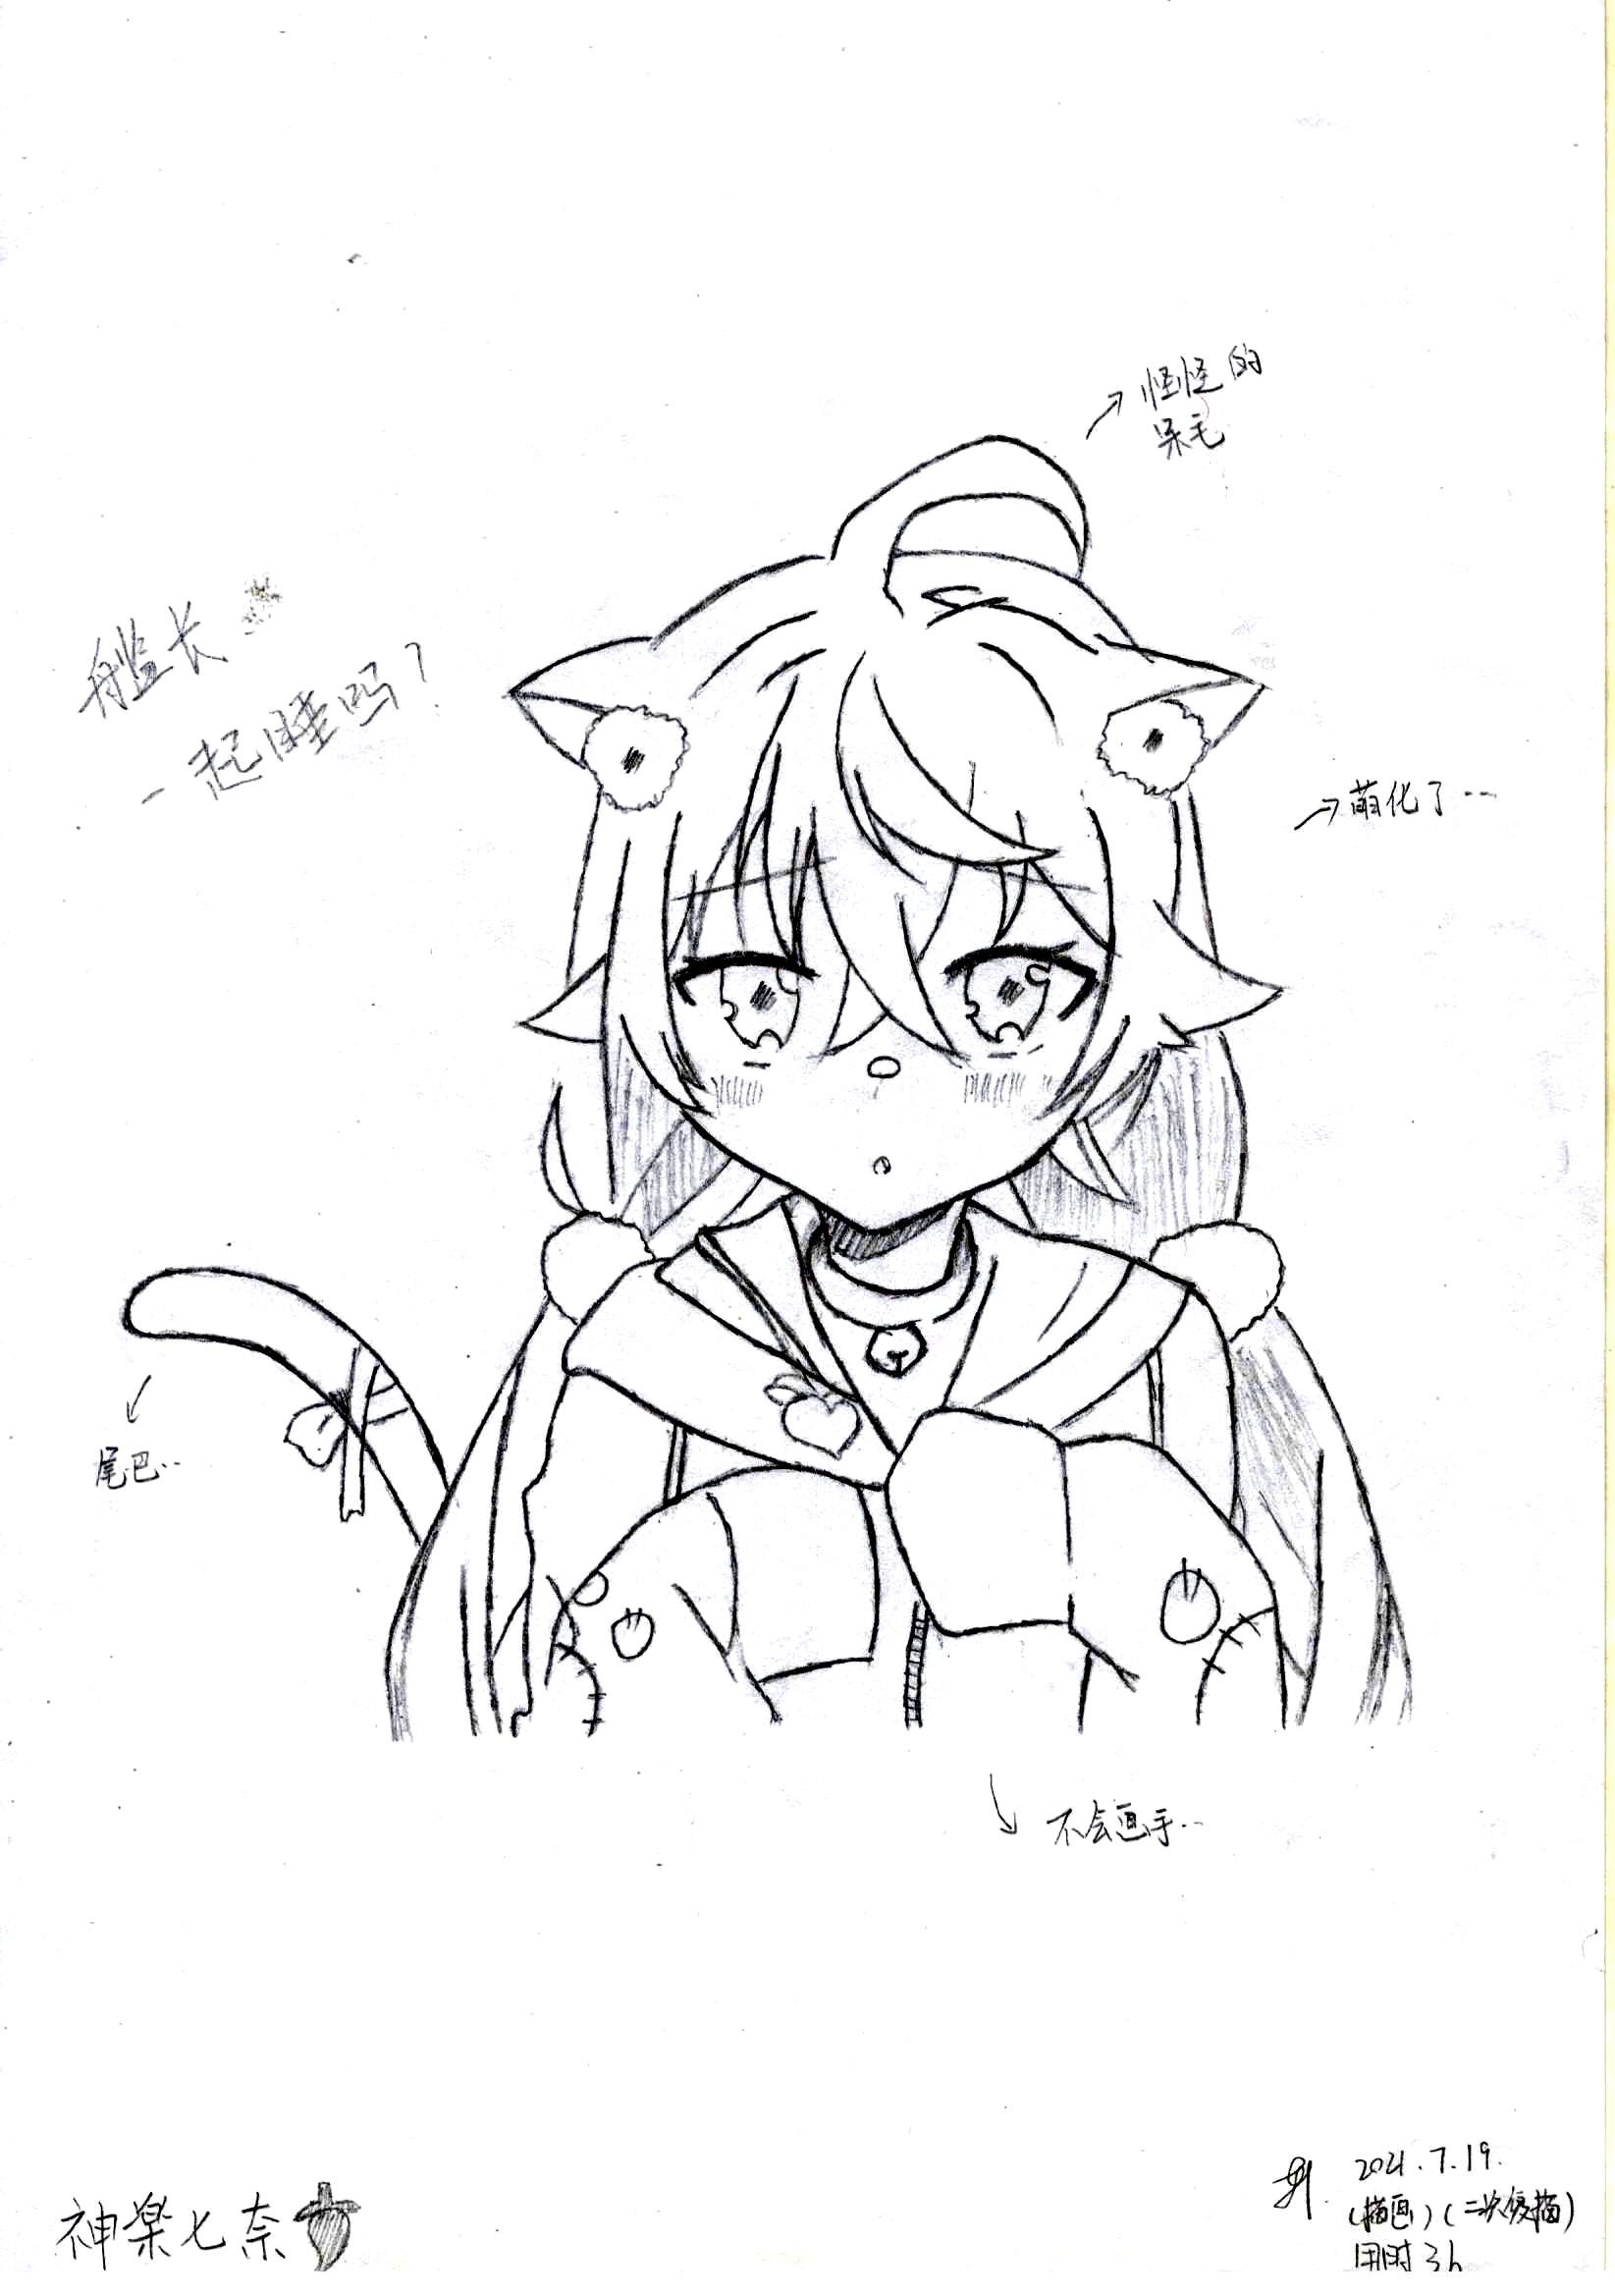 怪怪的
呆毛
舰长
一起睡吗？
萌化了··
尾巴··
不会画手··
神楽七奈
2021.7.19.
(描画)(二次复描)
用时3h